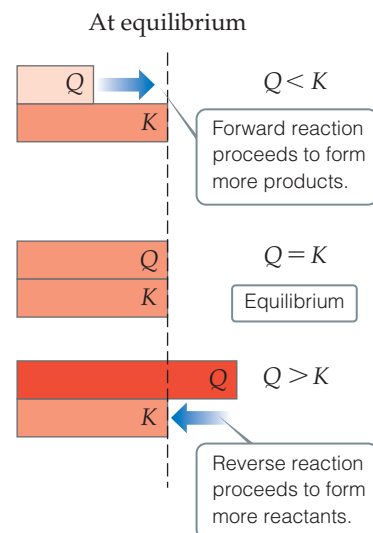 At equilibrium
Q
Q < K
K
Forward reaction
proceeds to form
more products.
Q
Q = K
K
Equilibrium
Q
Q > K
K
Reverse reaction
proceeds to form
more reactants.